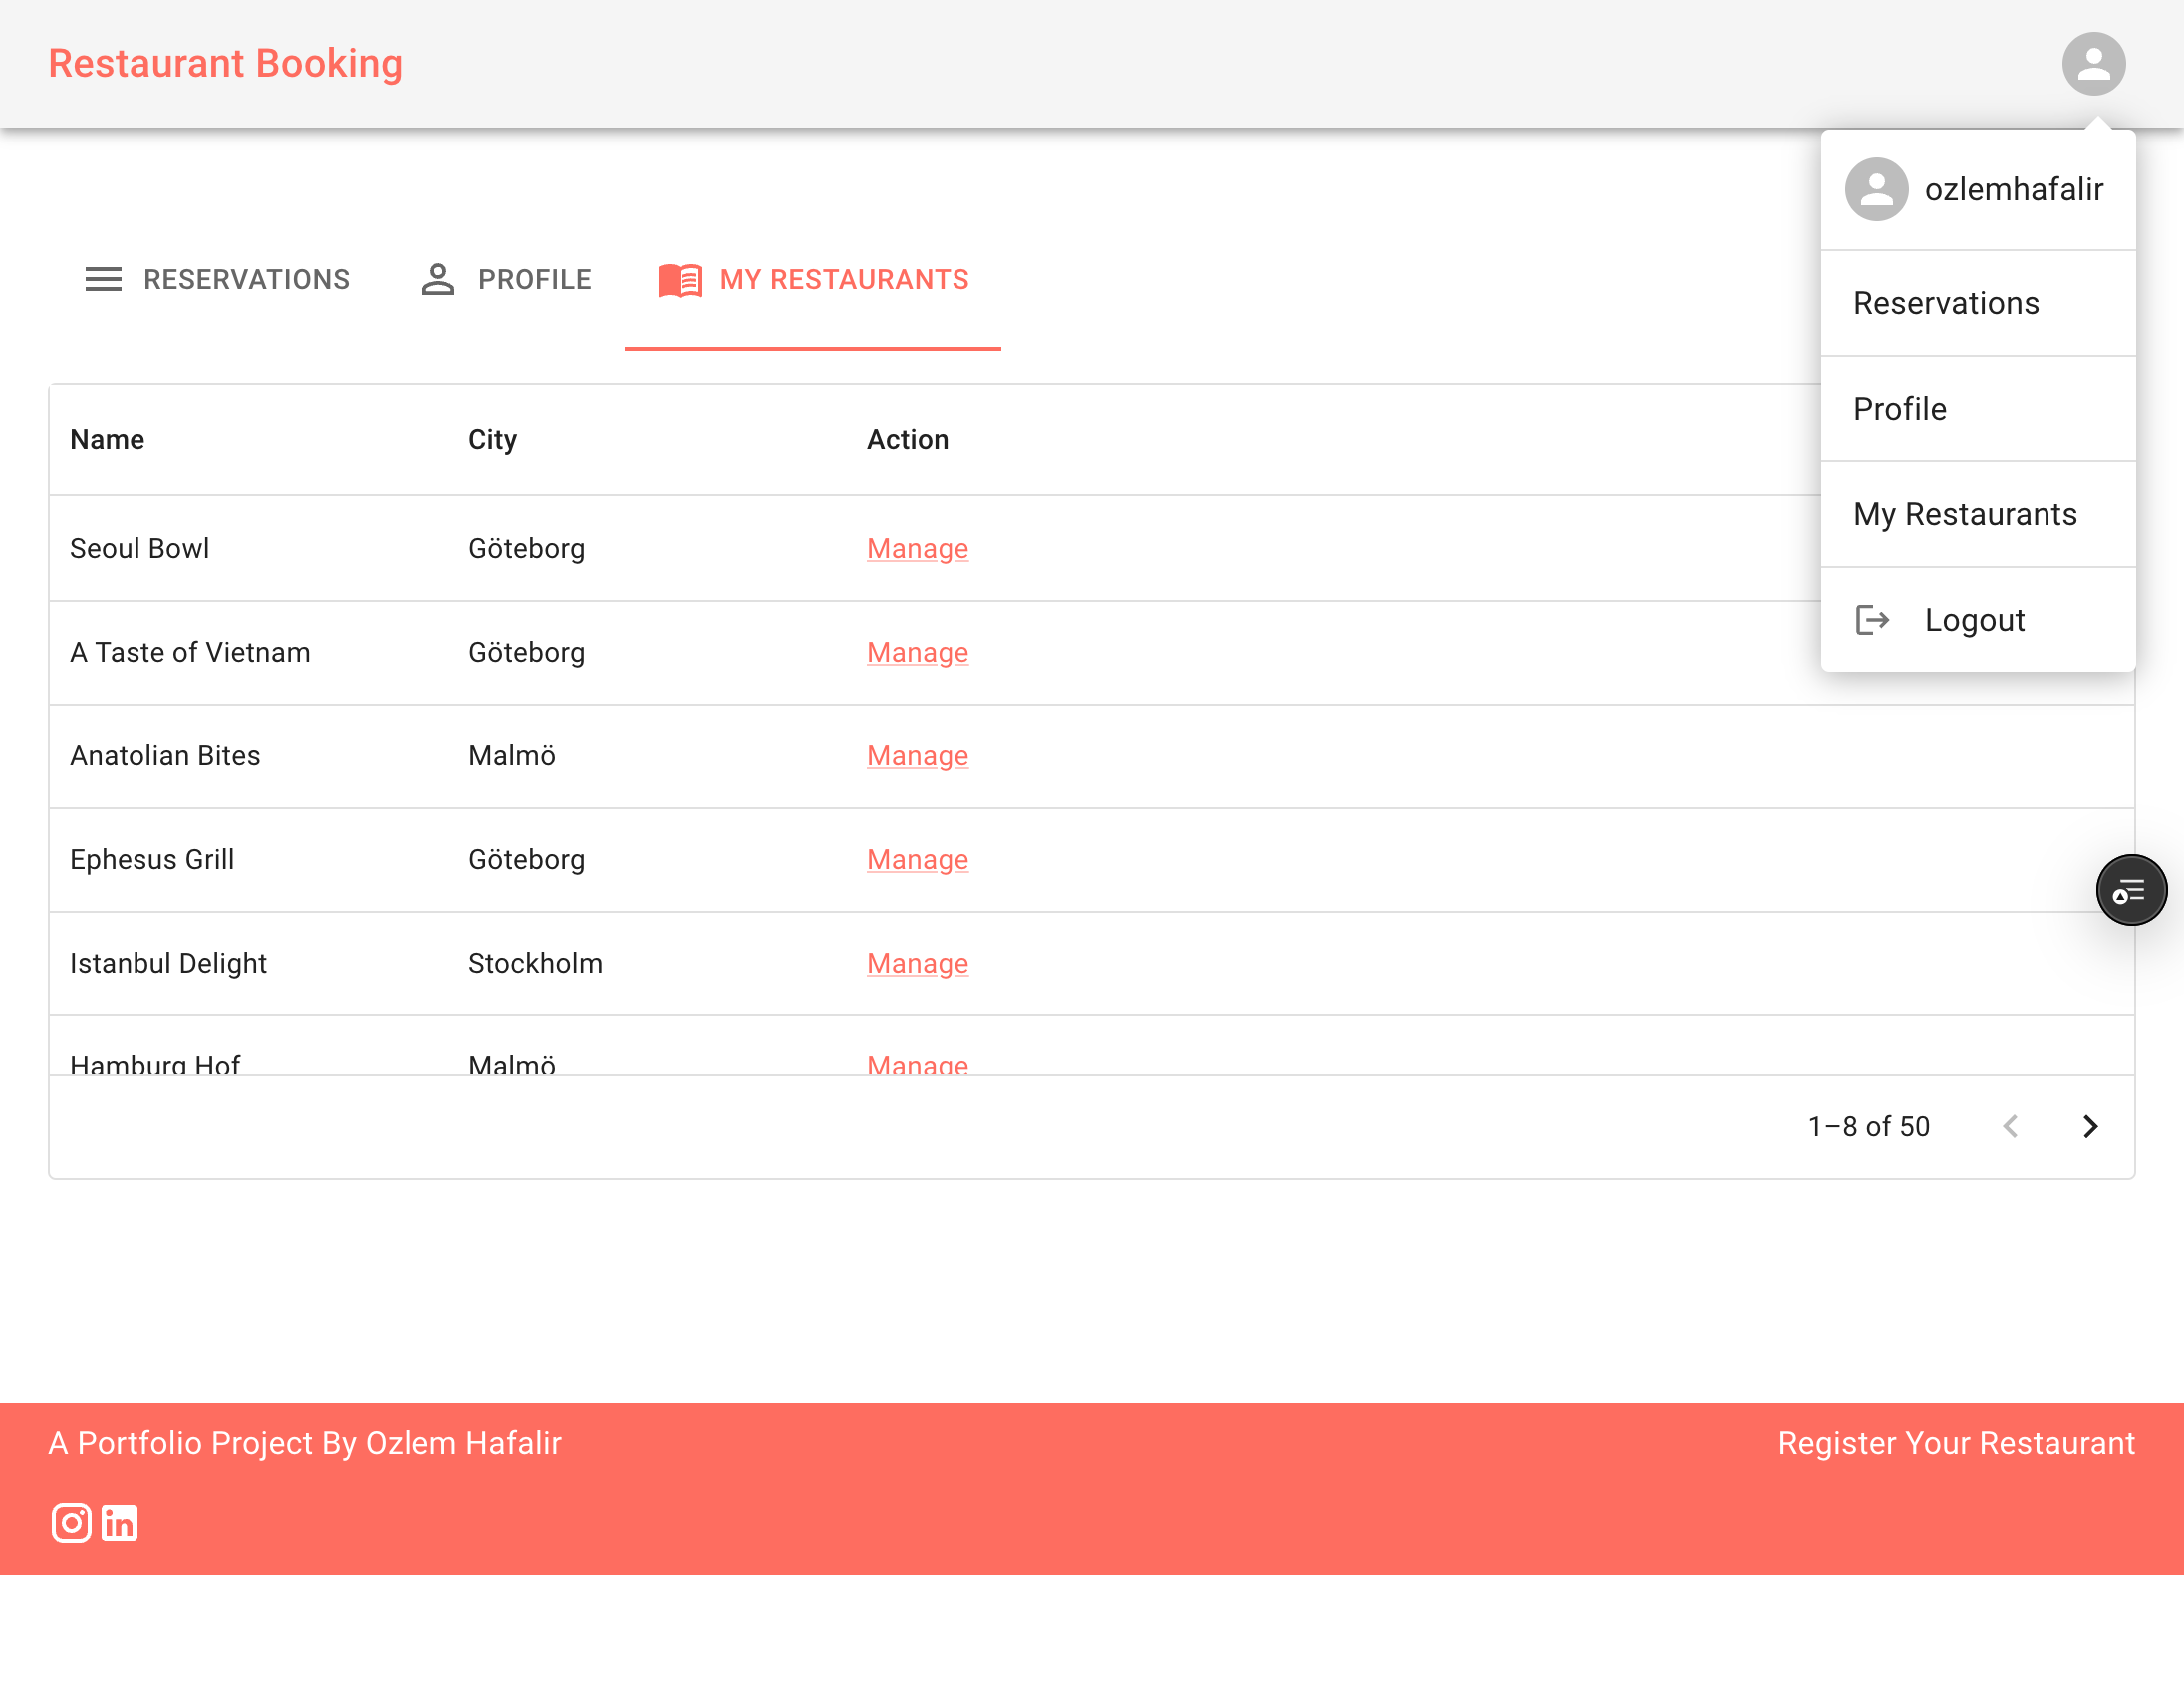 Restaurant Booking
ozlemhafalir
Reservations
Profile
My Restaurants
Logout
RESERVATIONS PROFILE MY RESTAURANTS
Name City Action
Seoul Bowl Göteborg Manage
A Taste of Vietnam Göteborg Manage
Anatolian Bites Malmö Manage
Ephesus Grill Göteborg Manage
Istanbul Delight Stockholm Manage
Hamburg Hof Malmö Manage
1–8 of 50
A Portfolio Project By Ozlem Hafalir
Register Your Restaurant
in